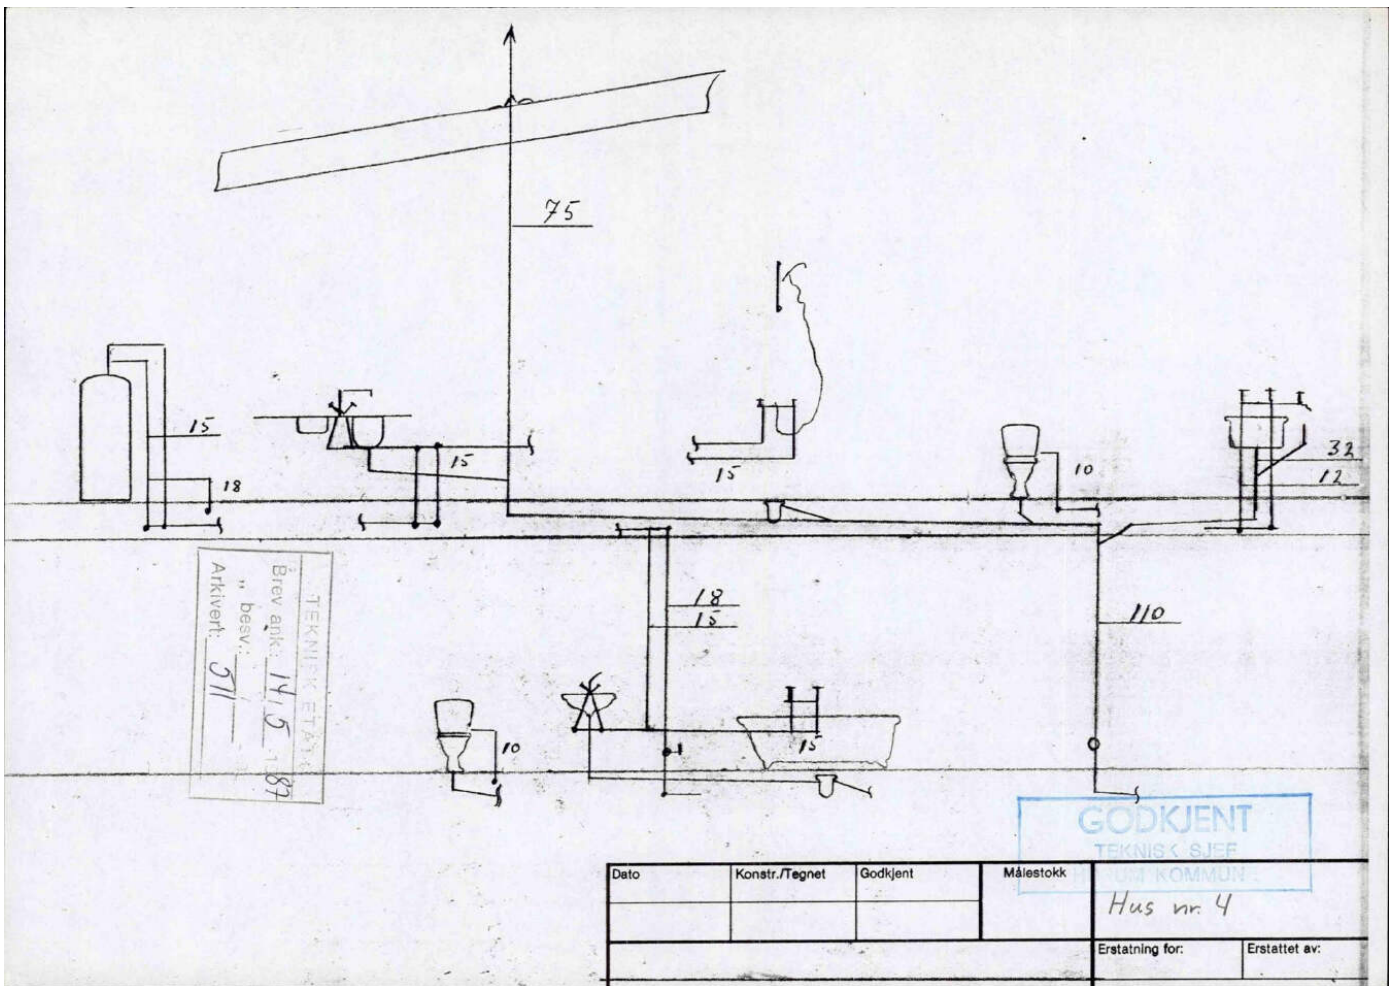 75
15
18
15
15
10
32
12
18
15
110
10
15
TEKNISK ETAT
Brev ank.: 14,5 1987
" besv.:
Arkivert: 511
GODKJENT
TEKNISK SJEF
HURUM KOMMUNE
Dato
Konstr./Tegnet
Godkjent
Målestokk
Hus nr. 4
Erstatning for:
Erstattet av: